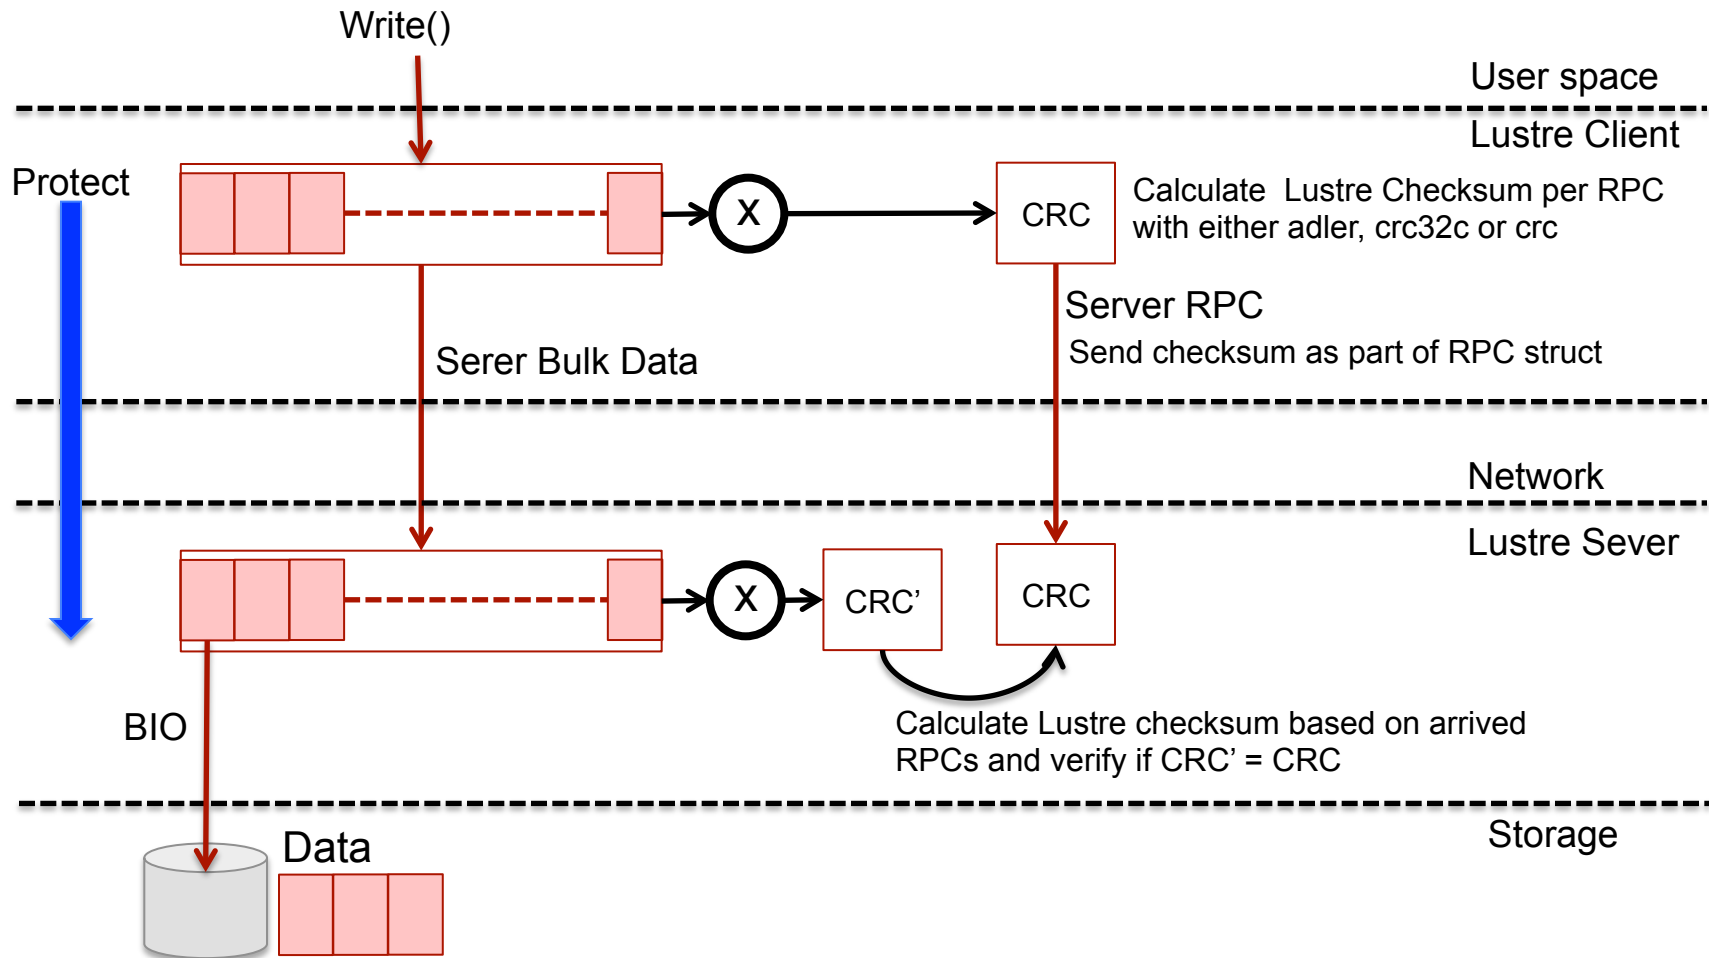 Write()
User space
Lustre Client
Protect
X
CRC
Calculate  Lustre Checksum per RPC
with either adler, crc32c or crc
Server RPC
Send checksum as part of RPC struct
Serer Bulk Data
Network
Lustre Sever
X
CRC’
CRC
BIO
Calculate Lustre checksum based on arrived
RPCs and verify if CRC’ = CRC
Storage
Data